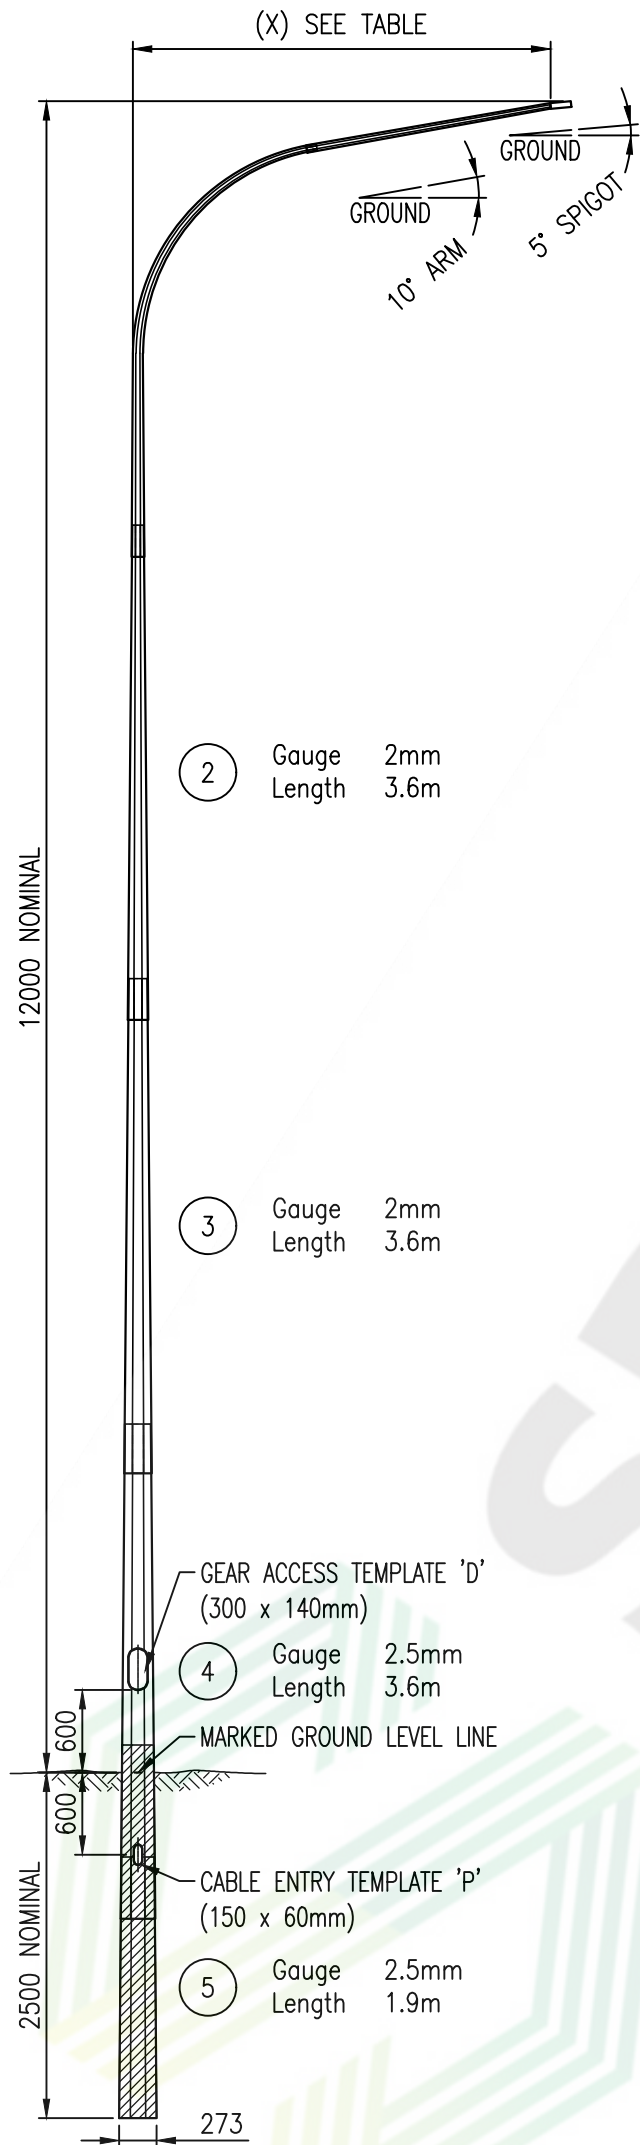 (X) SEE TABLE
GROUND
5° SPIGOT
GROUND
10° ARM
2
Gauge 2mm
Length 3.6m
12000 NOMINAL
3
Gauge 2mm
Length 3.6m
GEAR ACCESS TEMPLATE 'D'
(300 x 140mm)
4
Gauge 2.5mm
Length 3.6m
600
MARKED GROUND LEVEL LINE
600
CABLE ENTRY TEMPLATE 'P'
(150 x 60mm)
2500 NOMINAL
5
Gauge 2.5mm
Length 1.9m
273